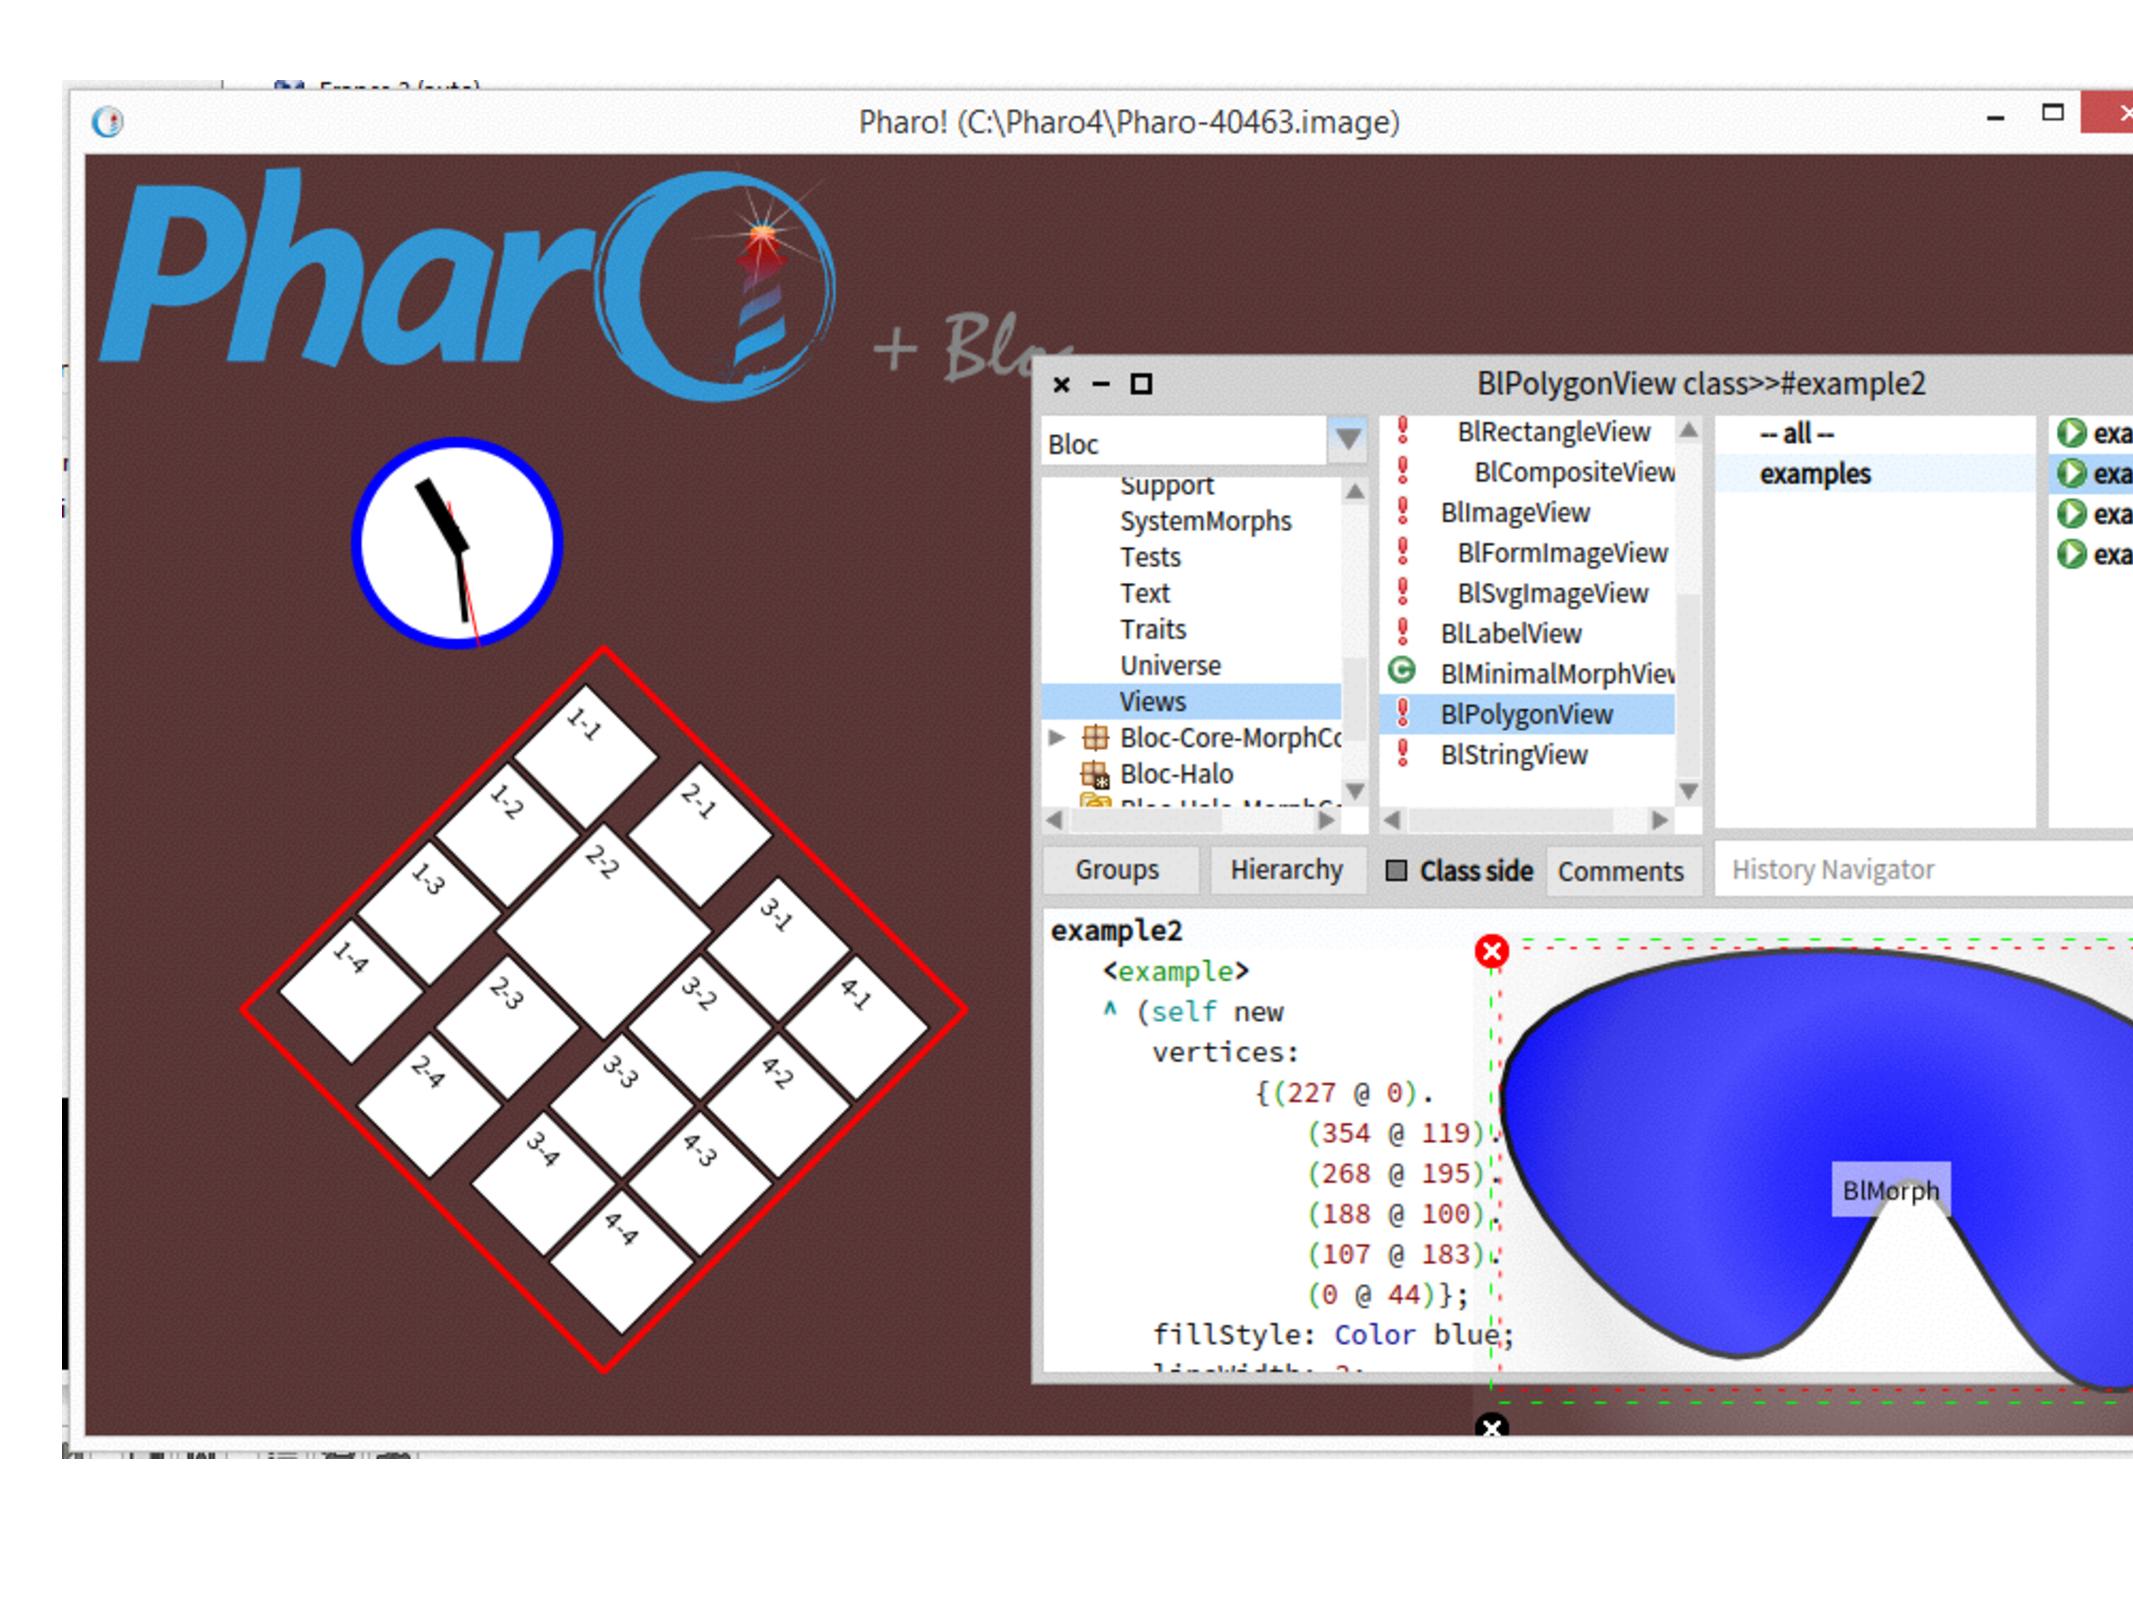 Pharo! (C:\Pharo4\Pharo-40463.image)
Pharo
+ Bloc
1-1
1-2
2-1
1-3
2-2
1-4
3-1
2-3
3-2
4-1
2-4
3-3
4-2
3-4
4-3
4-4
BlPolygonView class>>#example2
Bloc
Support
SystemMorphs
Tests
Text
Traits
Universe
Views
Bloc-Core-MorphCo
Bloc-Halo
BlRectangleView
BlCompositeView
BlImageView
BlFormImageView
BlSvgImageView
BlLabelView
BlMinimalMorphView
BlPolygonView
BlStringView
-- all --
examples
exa
exa
exa
exa
Groups
Hierarchy
Class side
Comments
History Navigator
example2
<example>
^ (self new
vertices:
{(227 @ 0).
(354 @ 119).
(268 @ 195).
(188 @ 100).
(107 @ 183).
(0 @ 44)};
fillStyle: Color blue;
BlMorph